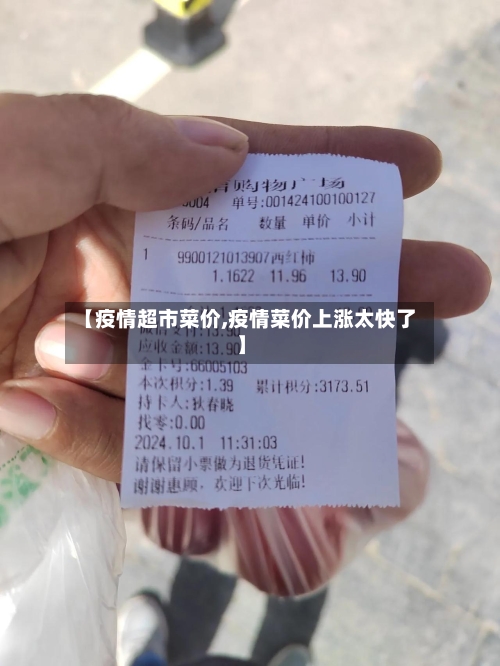 购物广场
004 单号:001424100100127
条码/品名 数量 单价 小计
1 9900121013907西红柿
1.1622 11.96 13.90
【疫情超市菜价,疫情菜价上涨太快了
】
应收金额:13.90
金卡号:66005103
本次积分:1.39 累计积分:3173.51
持卡人:狄春晓
找零:0.00
2024.10.1 11:31:03
请保留小票做为退货凭证!
谢谢惠顾，欢迎下次光临!